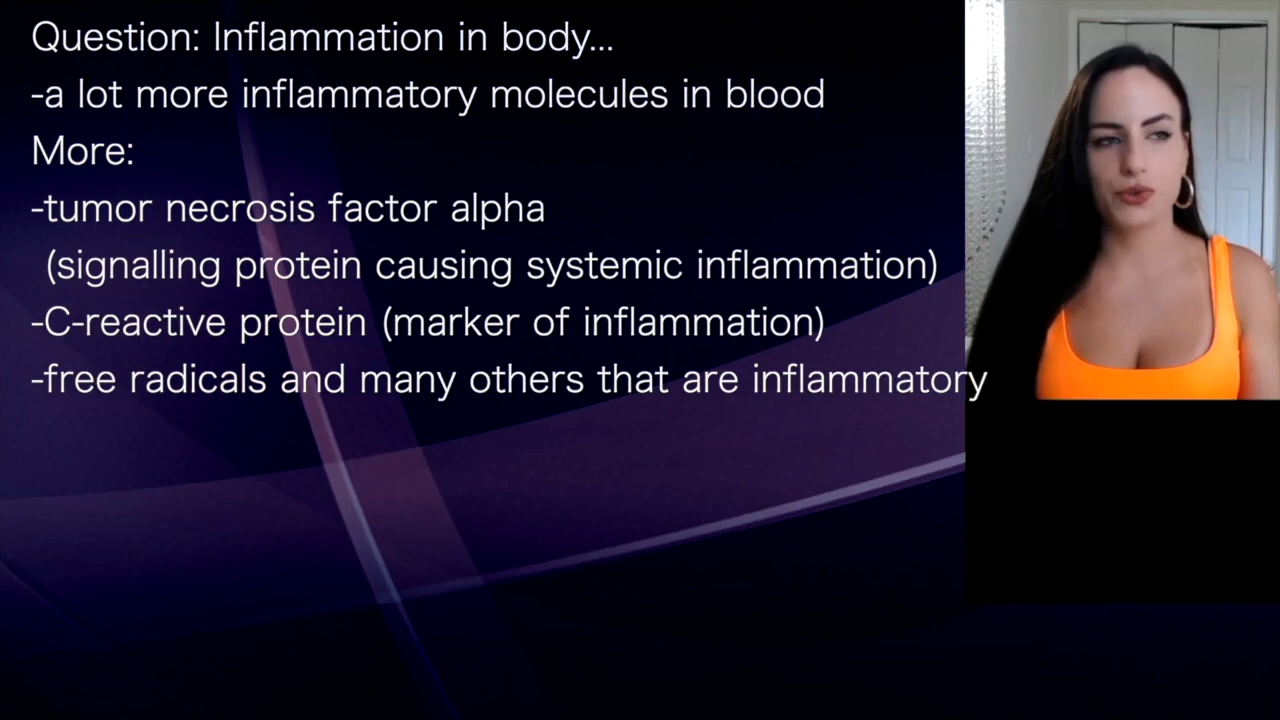 Question: Inflammation in body...
-a lot more inflammatory molecules in blood
More:
-tumor necrosis factor alpha
(signalling protein causing systemic inflammation)
-C-reactive protein (marker of inflammation)
-free radicals and many others that are inflammatory